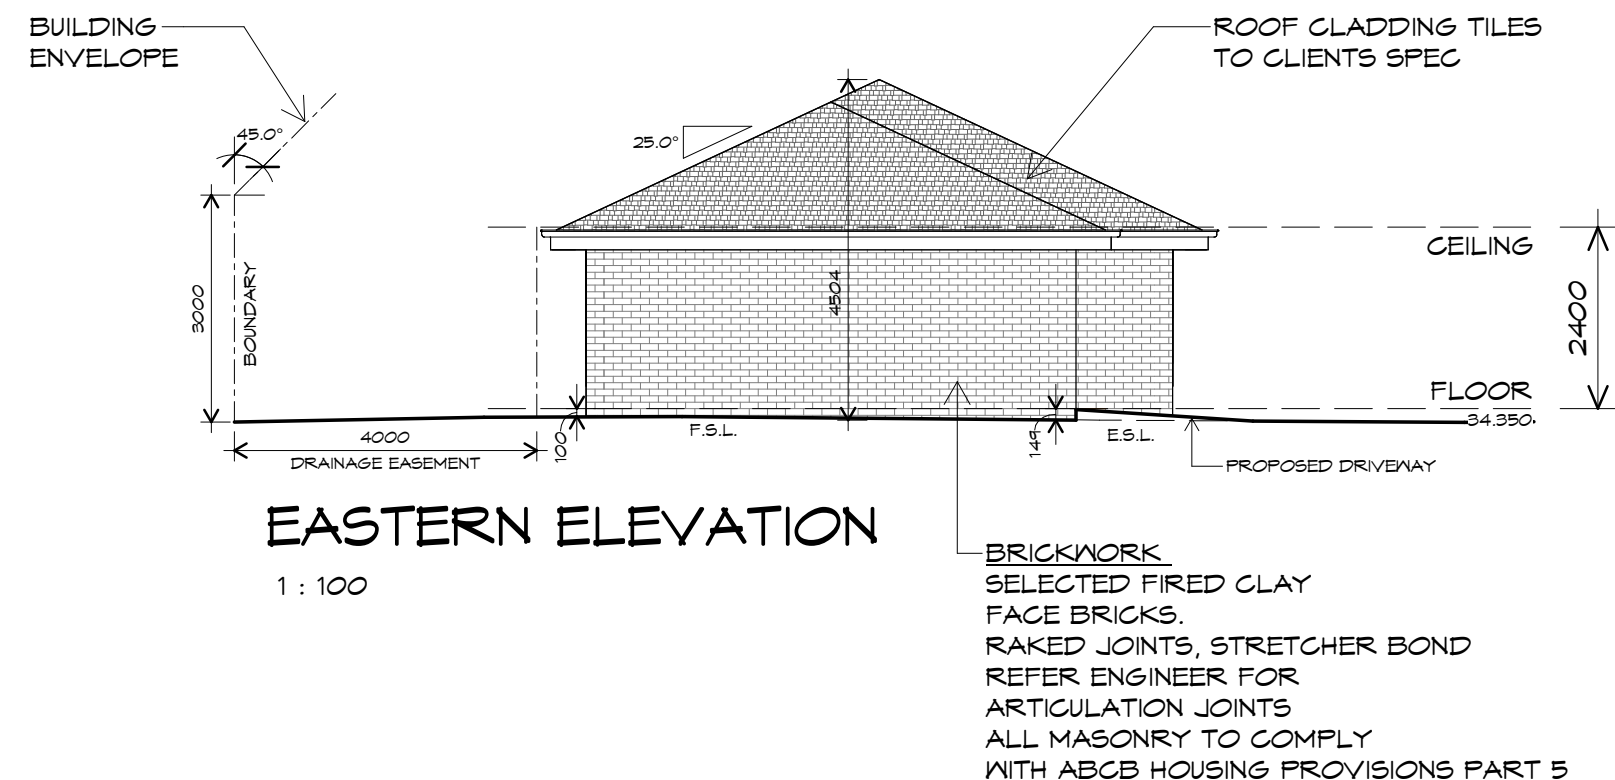 BUILDING
ENVELOPE
ROOF CLADDING TILES
TO CLIENTS SPEC
45.0°
25.0°
CEILING
3000
BOUNDARY
4504
2400
FLOOR
34.350
4000
DRAINAGE EASEMENT
100
F.S.L.
149
E.S.L.
PROPOSED DRIVEWAY
EASTERN ELEVATION
1 : 100
BRICKWORK
SELECTED FIRED CLAY
FACE BRICKS.
RAKED JOINTS, STRETCHER BOND
REFER ENGINEER FOR
ARTICULATION JOINTS
ALL MASONRY TO COMPLY
WITH ABCB HOUSING PROVISIONS PART 5